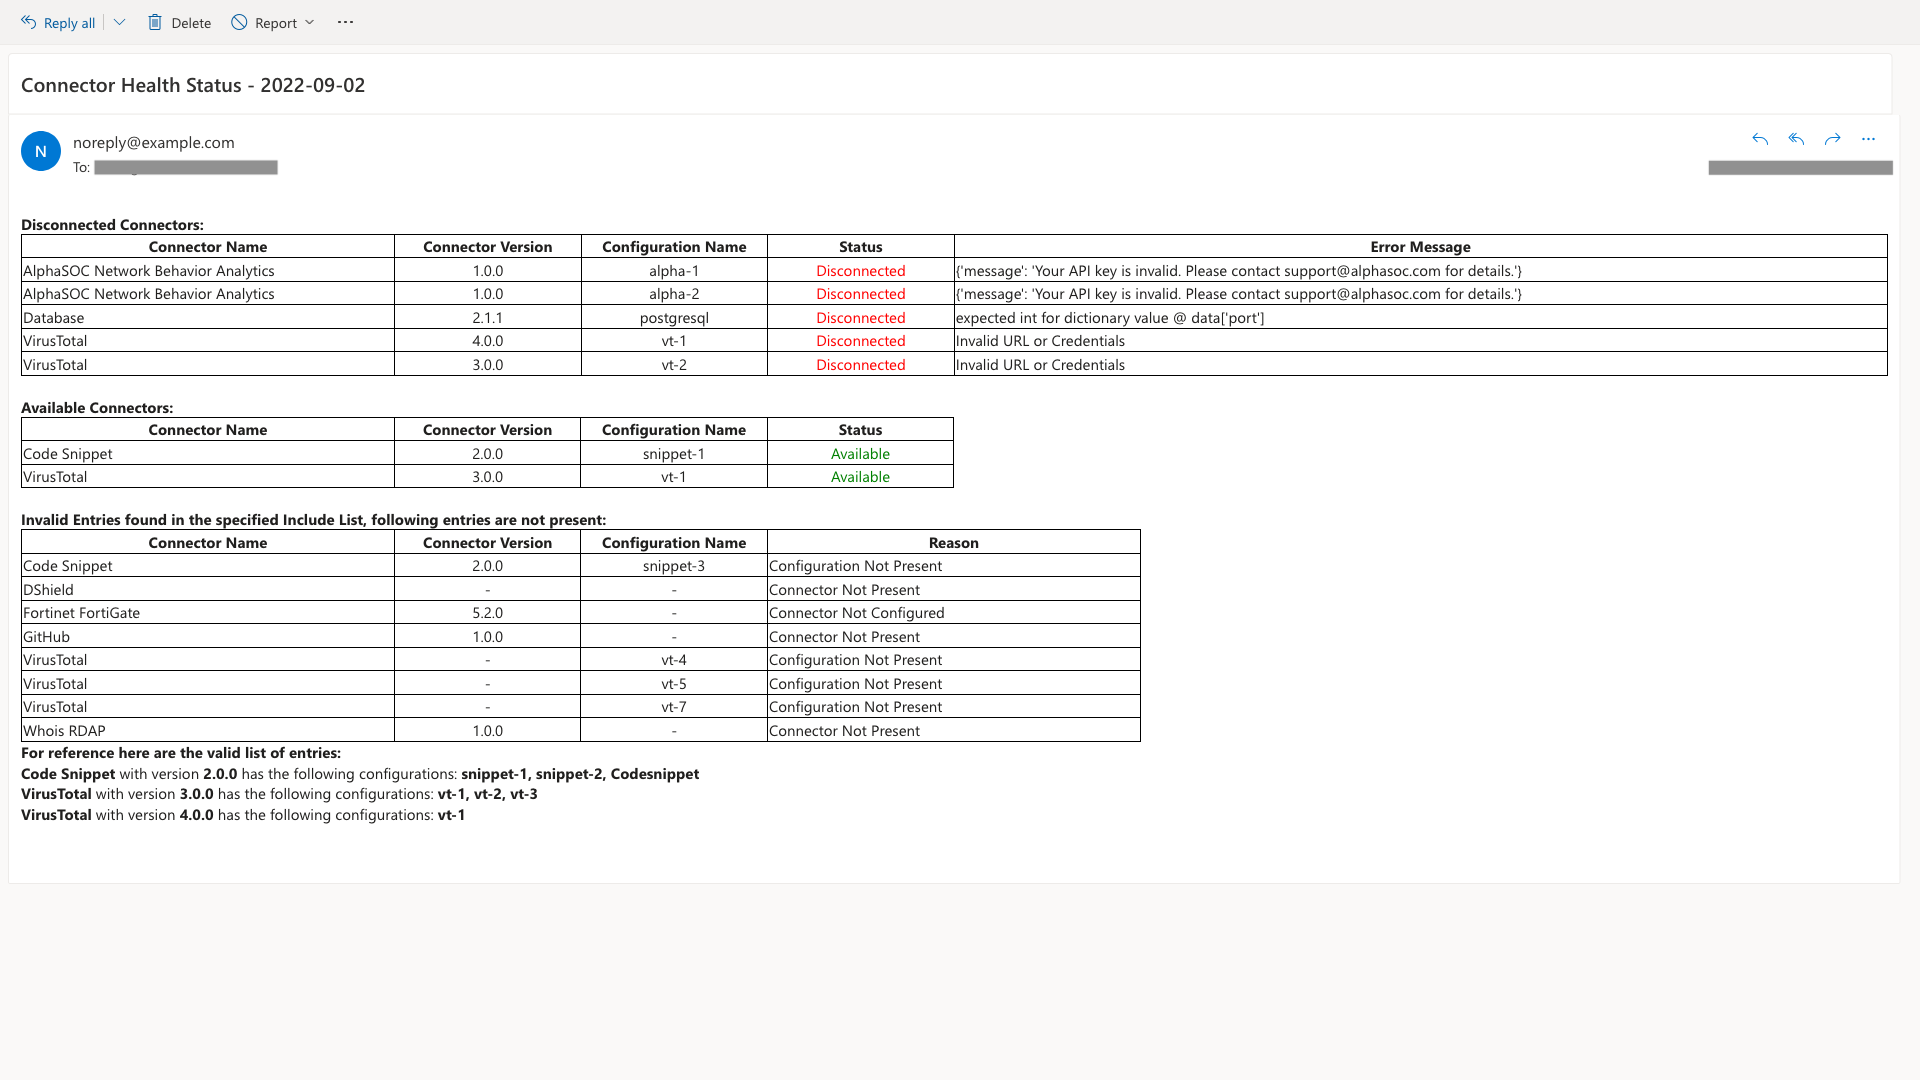 Reply all
Delete
Report
Connector Health Status - 2022-09-02
N
noreply@example.com
To:
Disconnected Connectors:
Connector Name Connector Version Configuration Name Status Error Message
AlphaSOC Network Behavior Analytics 1.0.0 alpha-1 Disconnected {'message': 'Your API key is invalid. Please contact support@alphasoc.com for details.'}
AlphaSOC Network Behavior Analytics 1.0.0 alpha-2 Disconnected {'message': 'Your API key is invalid. Please contact support@alphasoc.com for details.'}
Database 2.1.1 postgresql Disconnected expected int for dictionary value @ data['port']
VirusTotal 4.0.0 vt-1 Disconnected Invalid URL or Credentials
VirusTotal 3.0.0 vt-2 Disconnected Invalid URL or Credentials
Available Connectors:
Connector Name Connector Version Configuration Name Status
Code Snippet 2.0.0 snippet-1 Available
VirusTotal 3.0.0 vt-1 Available
Invalid Entries found in the specified Include List, following entries are not present:
Connector Name Connector Version Configuration Name Reason
Code Snippet 2.0.0 snippet-3 Configuration Not Present
DShield - - Connector Not Present
Fortinet FortiGate 5.2.0 - Connector Not Configured
GitHub 1.0.0 - Connector Not Present
VirusTotal - vt-4 Configuration Not Present
VirusTotal - vt-5 Configuration Not Present
VirusTotal - vt-7 Configuration Not Present
Whois RDAP 1.0.0 - Connector Not Present
For reference here are the valid list of entries:
Code Snippet with version 2.0.0 has the following configurations: snippet-1, snippet-2, Codesnippet
VirusTotal with version 3.0.0 has the following configurations: vt-1, vt-2, vt-3
VirusTotal with version 4.0.0 has the following configurations: vt-1